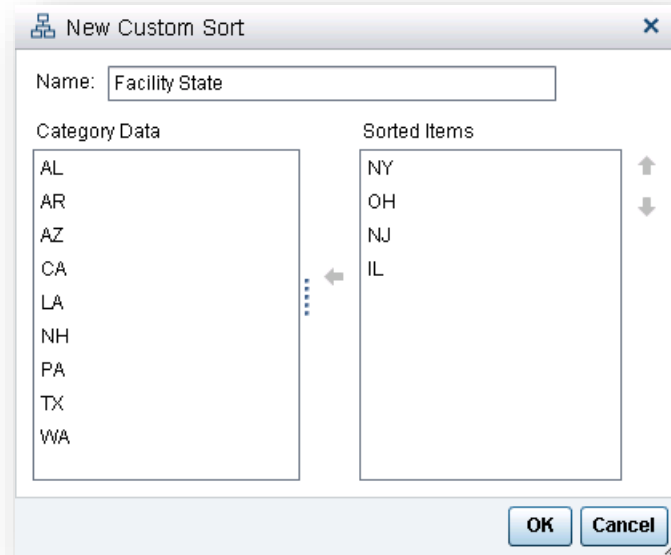 New Custom Sort
Name: Facility State
Category Data
AL
AR
AZ
CA
LA
NH
PA
TX
WA
Sorted Items
NY
OH
NJ
IL
OK Cancel